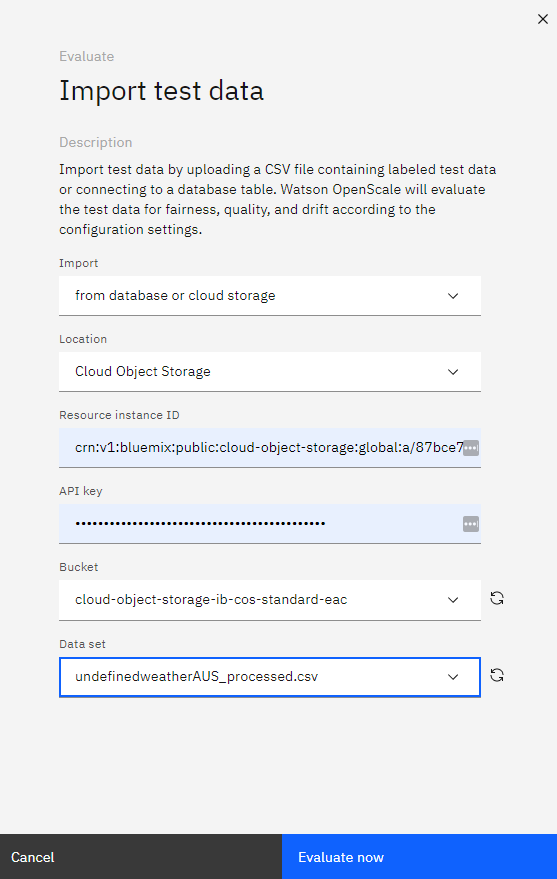 Evaluate
Import test data
Description
Import test data by uploading a CSV file containing labeled test data
or connecting to a database table. Watson OpenScale will evaluate
the test data for fairness, quality, and drift according to the
configuration settings.
Import
from database or cloud storage
Location
Cloud Object Storage
Resource instance ID
crn:v1:bluemix:public:cloud-object-storage:global:a/87bce7
API key
Bucket
cloud-object-storage-ib-cos-standard-eac
Data set
undefinedweatherAUS_processed.csv
Cancel
Evaluate now